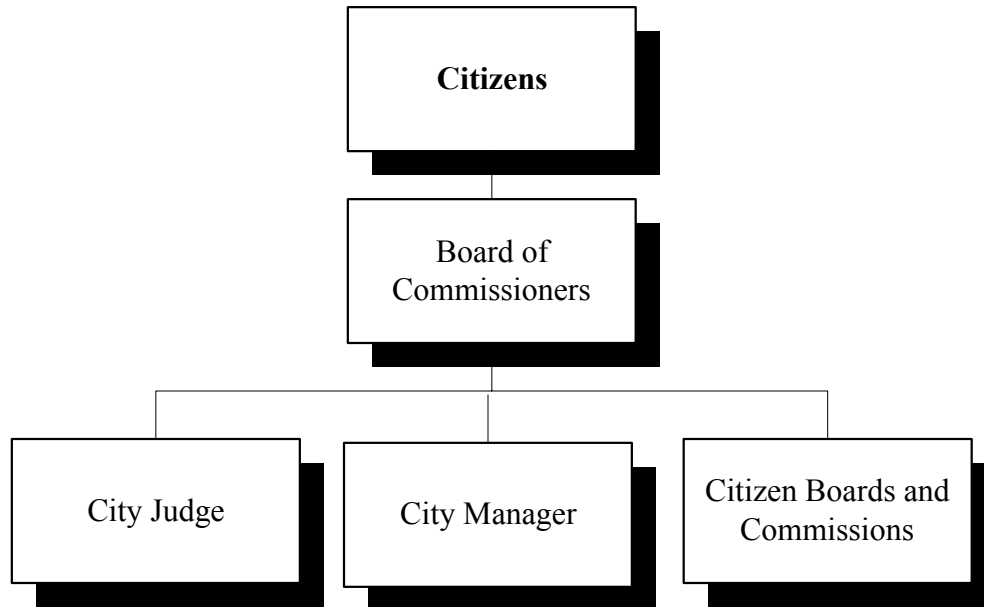 Citizens
Board of
Commissioners
City Judge
City Manager
Citizen Boards and
Commissions